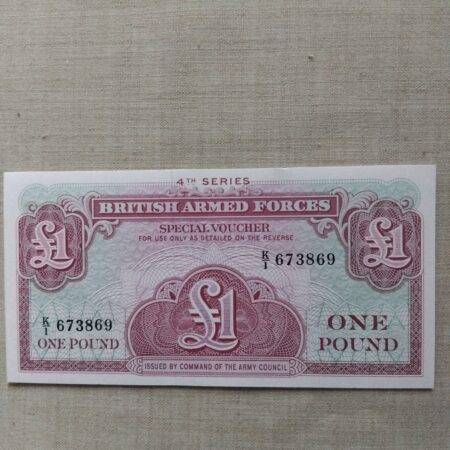 4TH SERIES
BRITISH ARMED FORCES
SPECIAL VOUCHER
FOR USE ONLY AS DETAILED ON THE REVERSE
£1
£1
K/1 673869
£1
K/1 673869
ONE POUND
ONE
POUND
ISSUED BY COMMAND OF THE ARMY COUNCIL